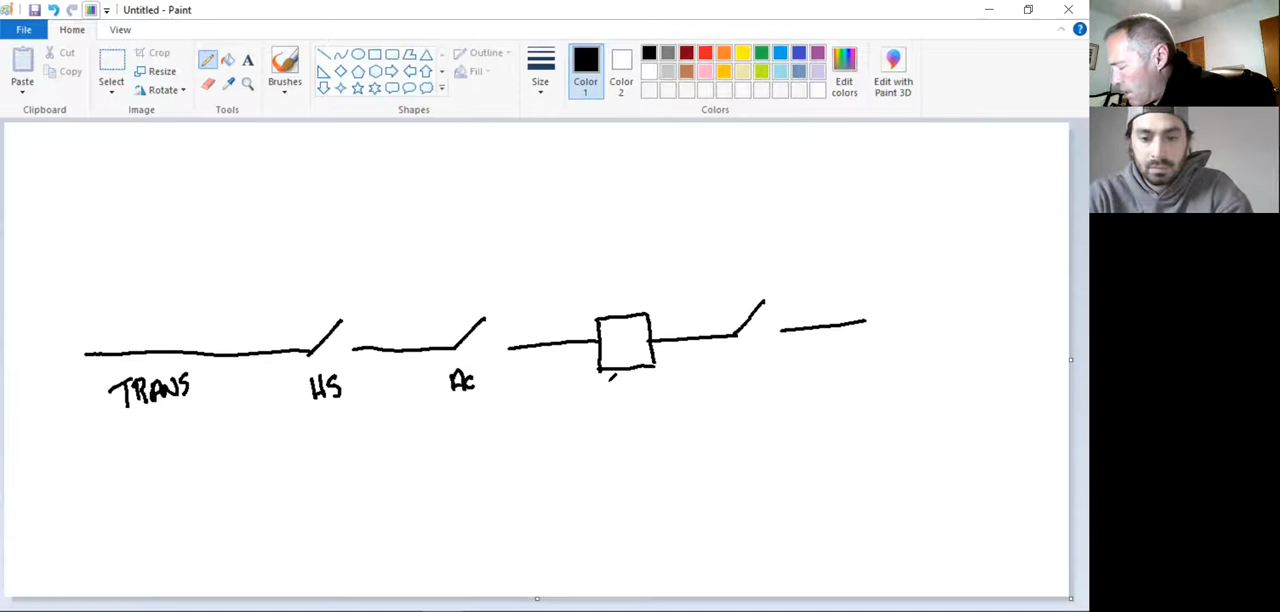 Untitled - Paint
File
Home
View
Paste
Cut
Copy
Clipboard
Select
Crop
Resize
Rotate
Image
A
Tools
Brushes
Outline
Fill
Shapes
Size
Color 1
Color 2
Edit colors
Colors
Edit with Paint 3D
TRANS
HS
AC